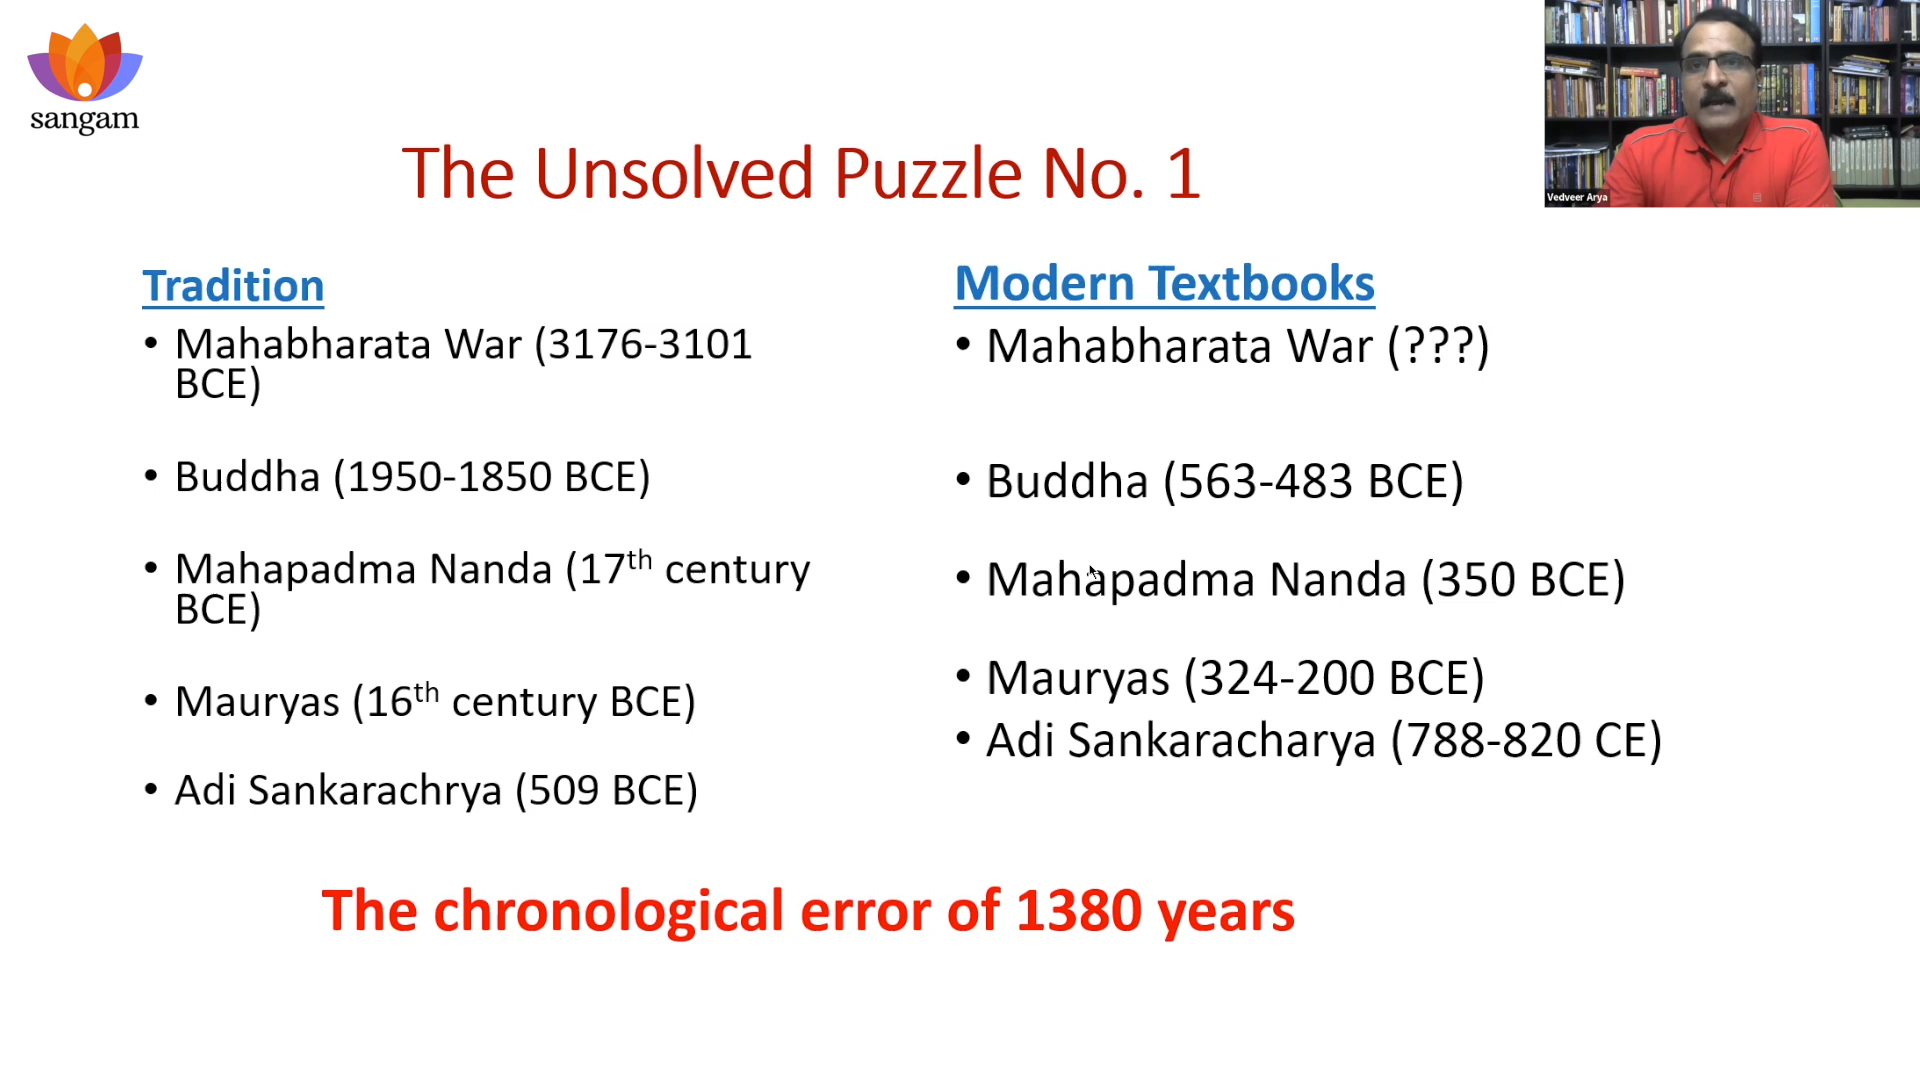 sangam
Vedveer Arya
The Unsolved Puzzle No. 1
Tradition
• Mahabharata War (3176-3101
BCE)
• Buddha (1950-1850 BCE)
• Mahapadma Nanda (17th century
BCE)
• Mauryas (16th century BCE)
• Adi Sankarachrya (509 BCE)
Modern Textbooks
• Mahabharata War (???)
• Buddha (563-483 BCE)
• Mahapadma Nanda (350 BCE)
• Mauryas (324-200 BCE)
• Adi Sankaracharya (788-820 CE)
The chronological error of 1380 years